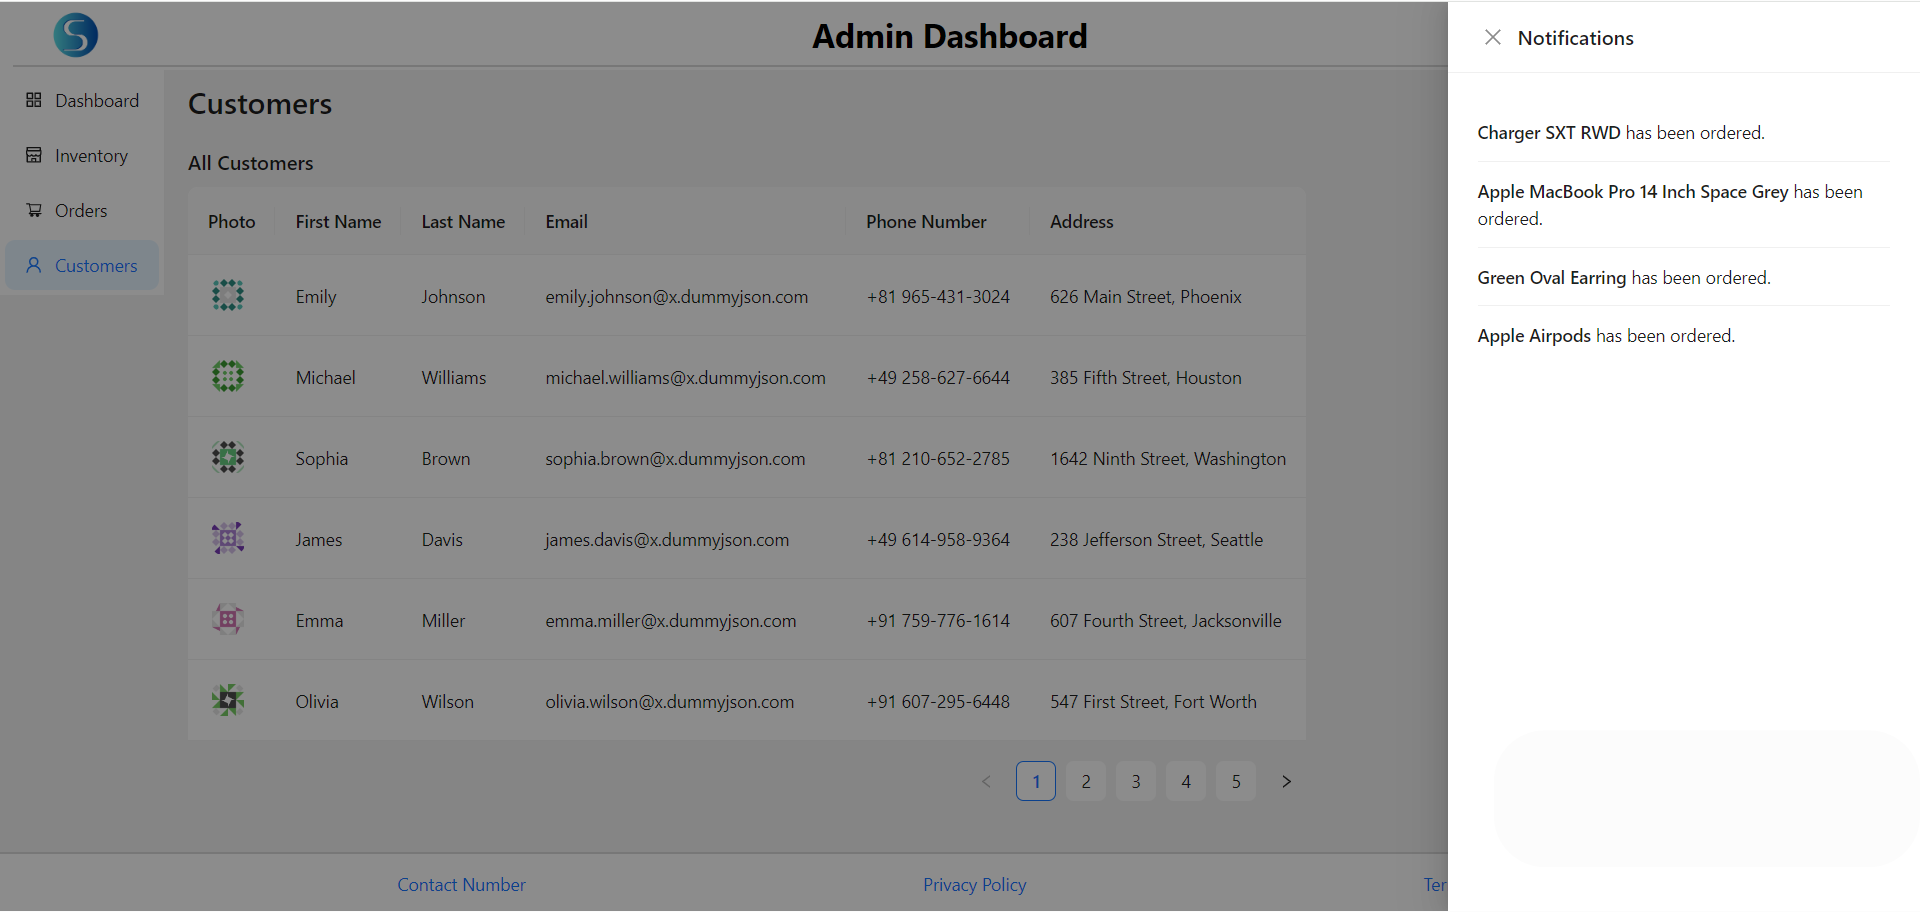 Admin Dashboard
Dashboard
Inventory
Orders
Customers
Customers
All Customers
Photo First Name Last Name Email Phone Number Address
Emily Johnson emily.johnson@x.dummyjson.com +81 965-431-3024 626 Main Street, Phoenix
Michael Williams michael.williams@x.dummyjson.com +49 258-627-6644 385 Fifth Street, Houston
Sophia Brown sophia.brown@x.dummyjson.com +81 210-652-2785 1642 Ninth Street, Washington
James Davis james.davis@x.dummyjson.com +49 614-958-9364 238 Jefferson Street, Seattle
Emma Miller emma.miller@x.dummyjson.com +91 759-776-1614 607 Fourth Street, Jacksonville
Olivia Wilson olivia.wilson@x.dummyjson.com +91 607-295-6448 547 First Street, Fort Worth
< 1 2 3 4 5 >
Contact Number Privacy Policy Ter
Notifications
Charger SXT RWD has been ordered.
Apple MacBook Pro 14 Inch Space Grey has been
ordered.
Green Oval Earring has been ordered.
Apple Airpods has been ordered.